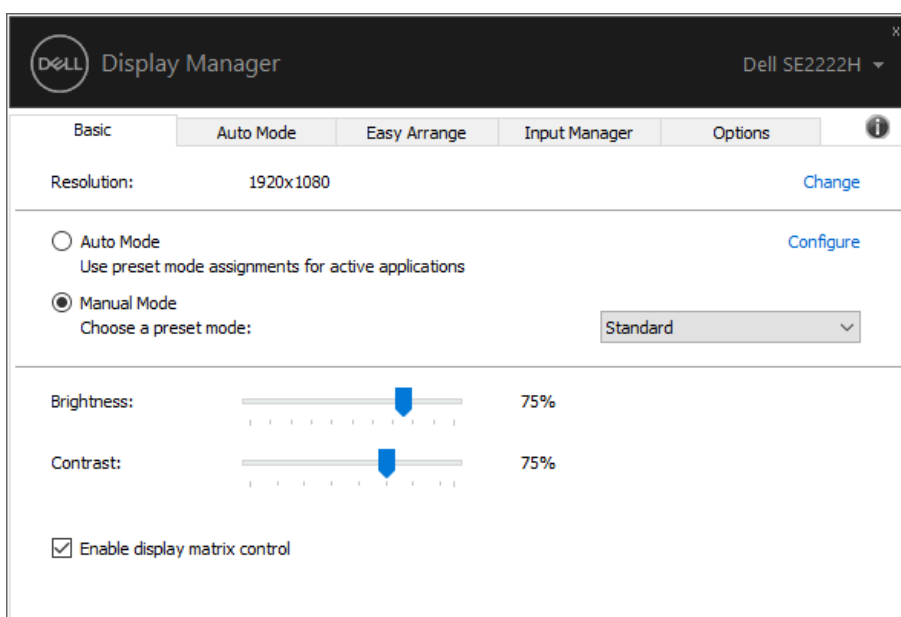 x
DELL Display Manager Dell SE2222H
Basic Auto Mode Easy Arrange Input Manager Options i
Resolution: 1920x1080 Change
Auto Mode Configure
Use preset mode assignments for active applications
Manual Mode
Choose a preset mode: Standard
Brightness: 75%
Contrast: 75%
Enable display matrix control